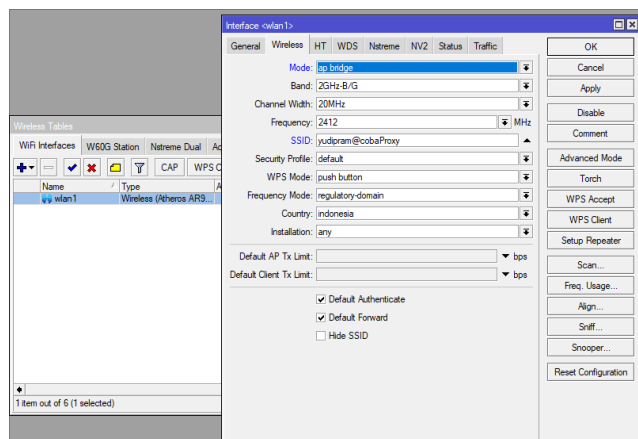 Interface <wlan1>
General Wireless HT WDS Nstreme NV2 Status Traffic
Mode: ap bridge
Band: 2GHz-B/G
Channel Width: 20MHz
Frequency: 2412 MHz
SSID: yudipram@cobaProxy
Security Profile: default
WPS Mode: push button
Frequency Mode: regulatory-domain
Country: indonesia
Installation: any
Default AP Tx Limit: bps
Default Client Tx Limit: bps
Default Authenticate
Default Forward
Hide SSID
OK
Cancel
Apply
Disable
Comment
Advanced Mode
Torch
WPS Accept
WPS Client
Setup Repeater
Scan...
Freq. Usage...
Align...
Sniff...
Snooper...
Reset Configuration
Wireless Tables
WiFi Interfaces W60G Station Nstreme Dual
CAP WPS
Name / Type
wlan1 Wireless (Atheros AR9...
1 item out of 6 (1 selected)